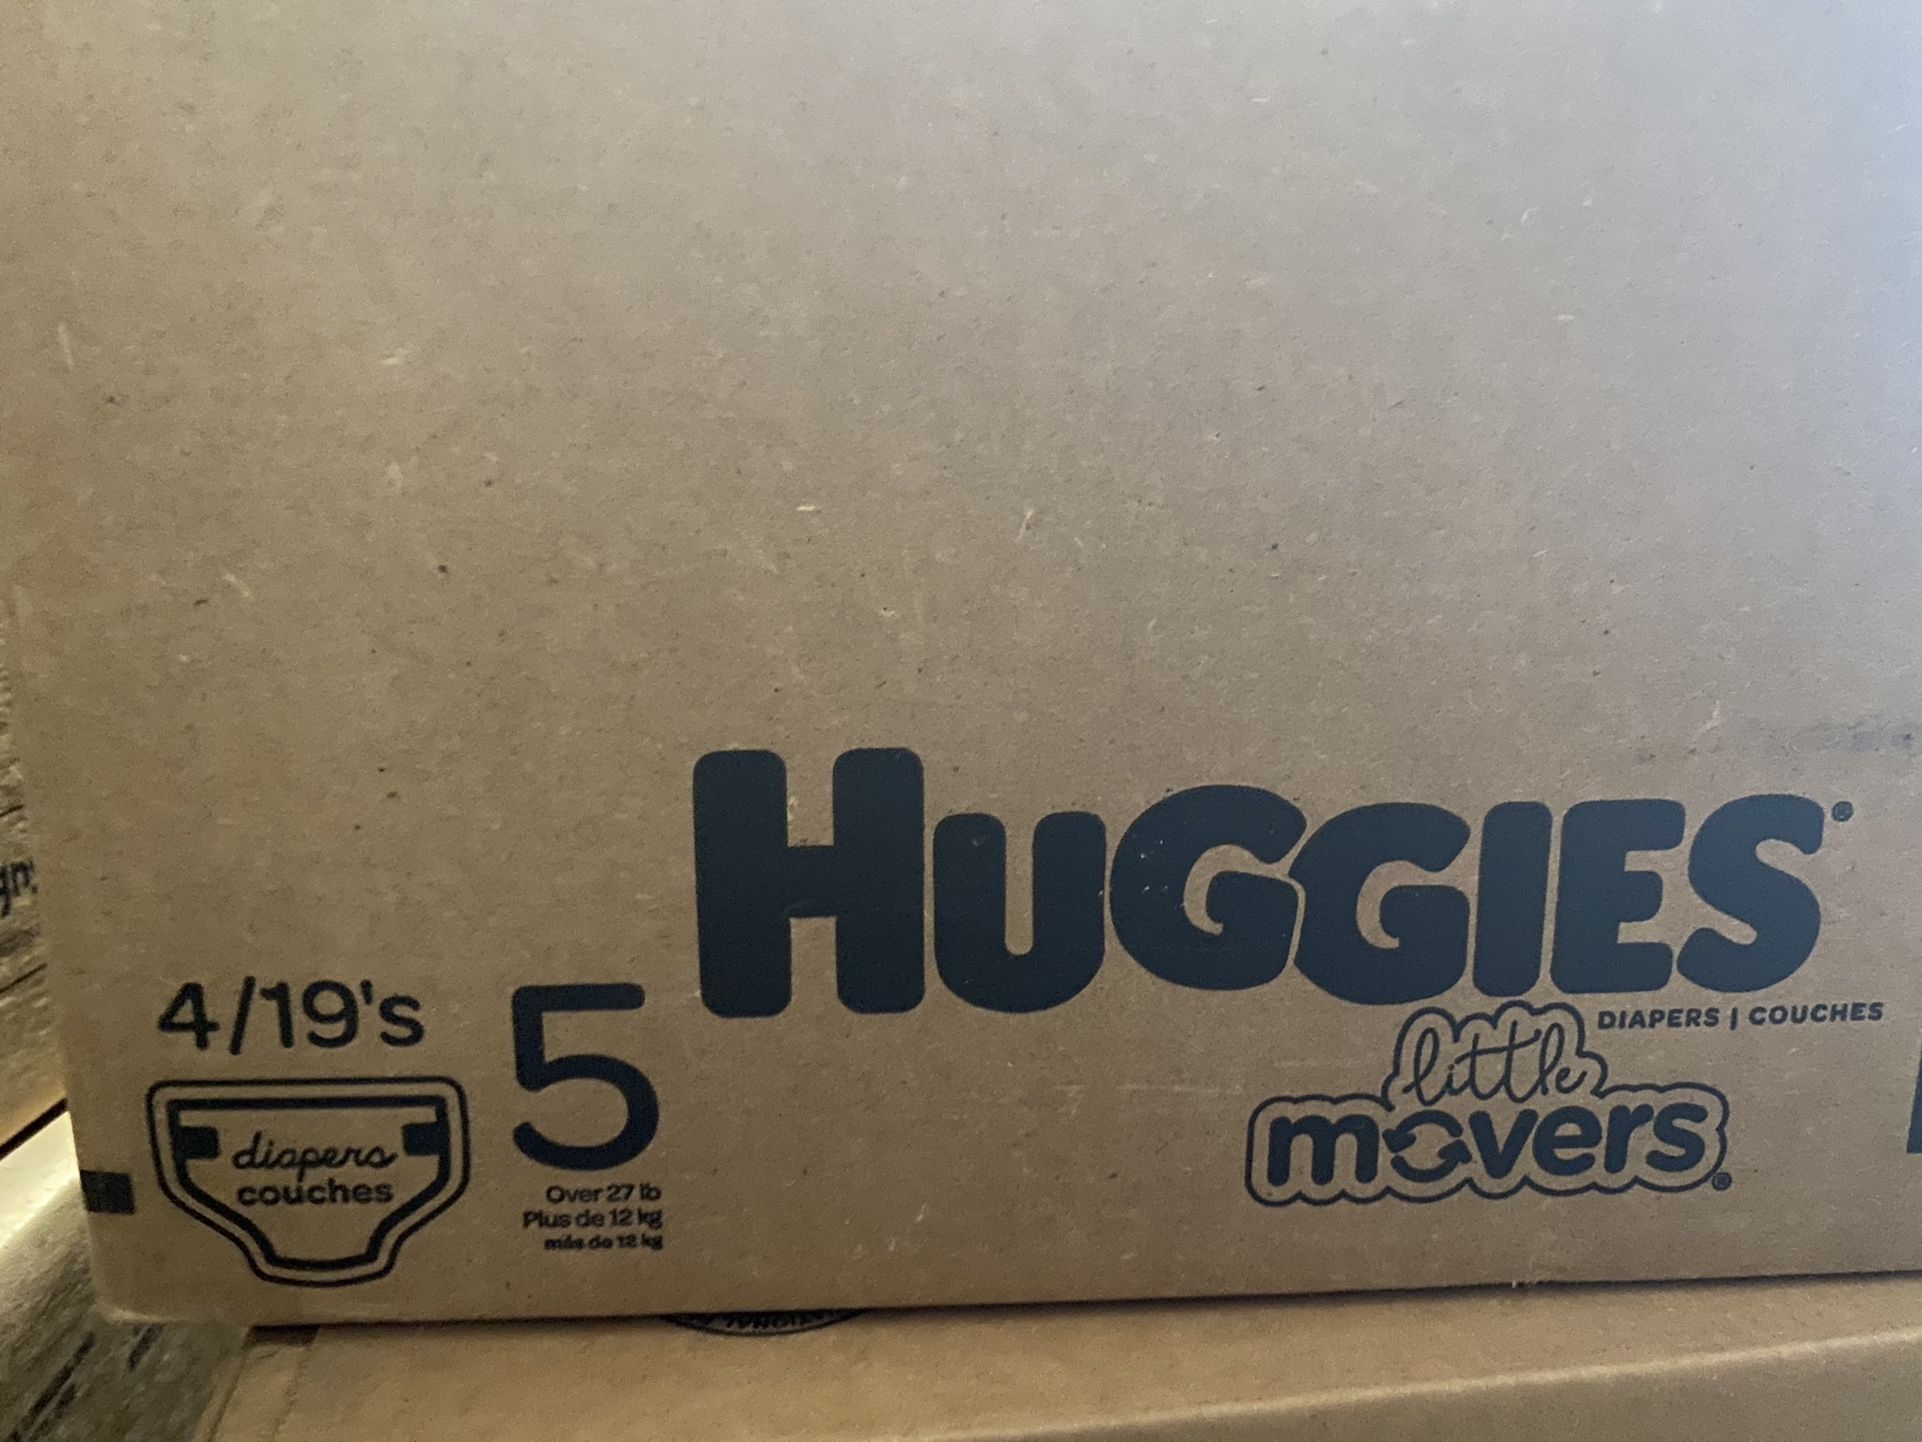 HUGGIES®
DIAPERS | COUCHES
little
movers®
4/19's
diapers
couches
5
Over 27 lb
Plus de 12 kg
más de 12 kg